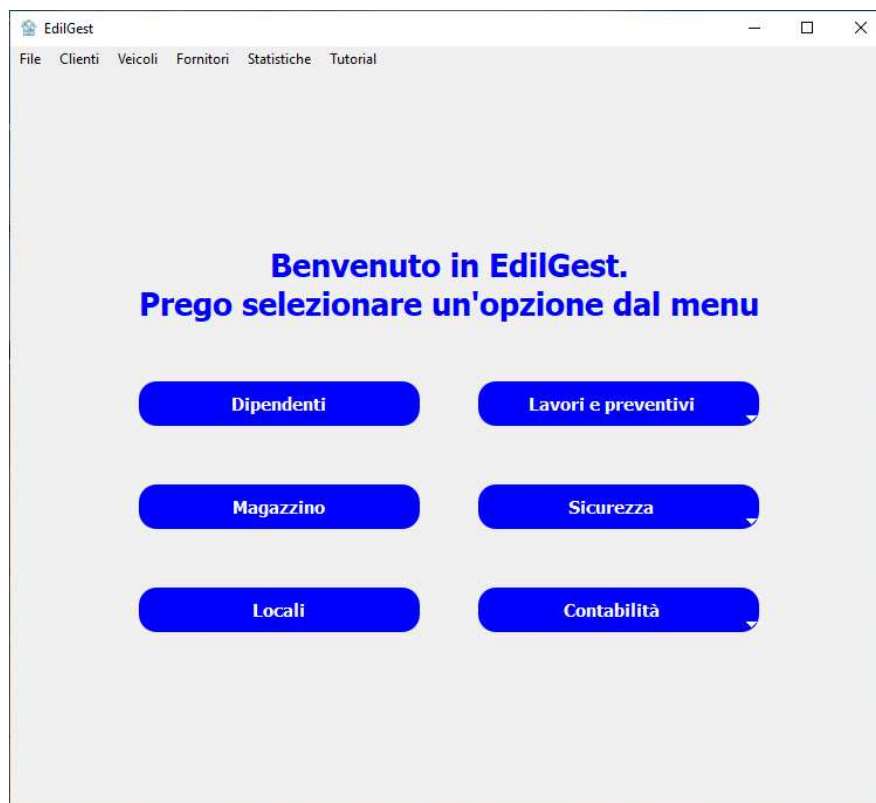 EdilGest
File Clienti Veicoli Fornitori Statistiche Tutorial
Benvenuto in EdilGest.
Prego selezionare un'opzione dal menu
Dipendenti Lavori e preventivi
Magazzino Sicurezza
Locali Contabilità